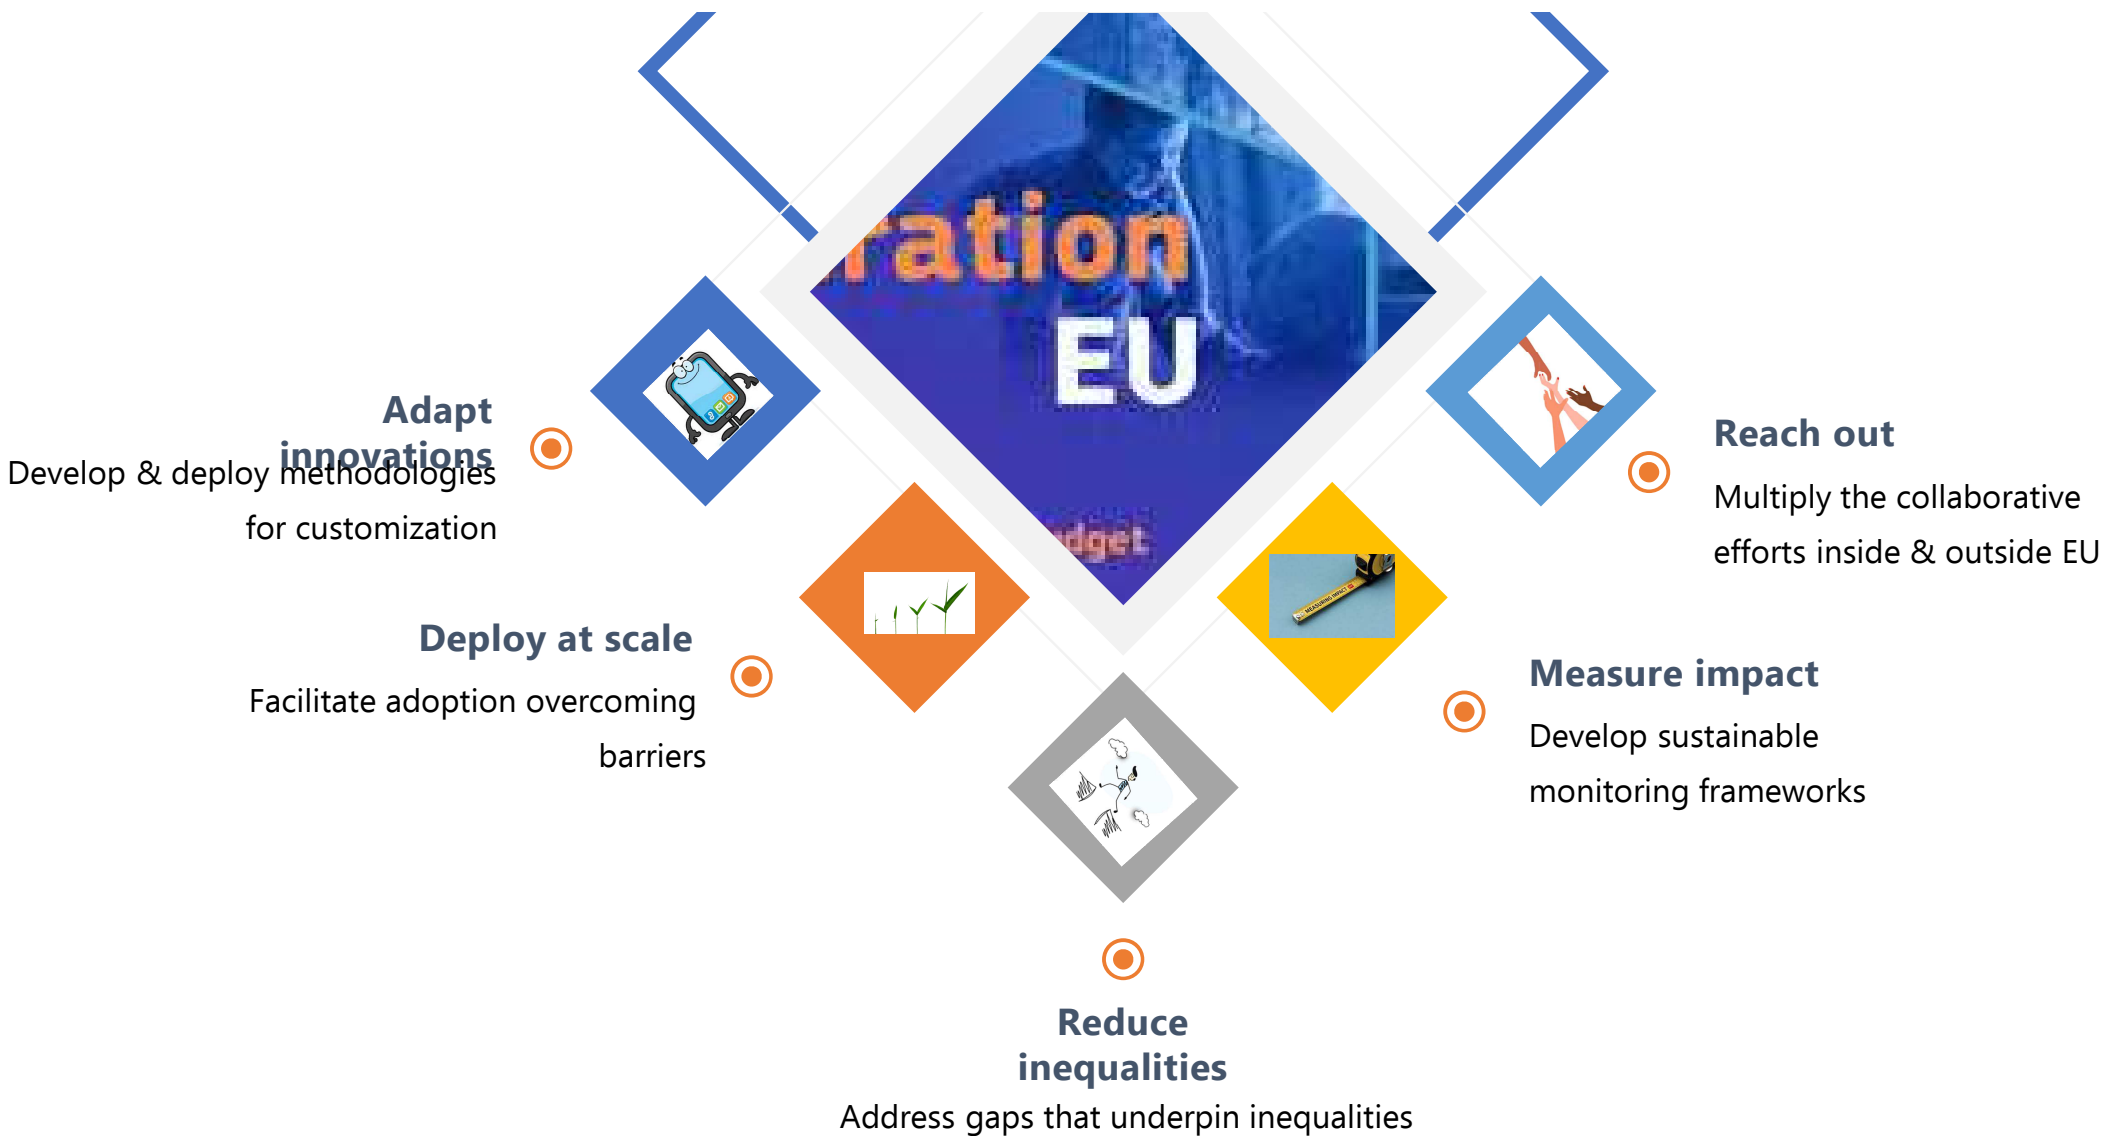 ration
EU
dget
Adapt
innovations
Develop & deploy methodologies
for customization
Deploy at scale
Facilitate adoption overcoming
barriers
Reach out
Multiply the collaborative
efforts inside & outside EU
MEASURING IMPACT
Measure impact
Develop sustainable
monitoring frameworks
Reduce
inequalities
Address gaps that underpin inequalities